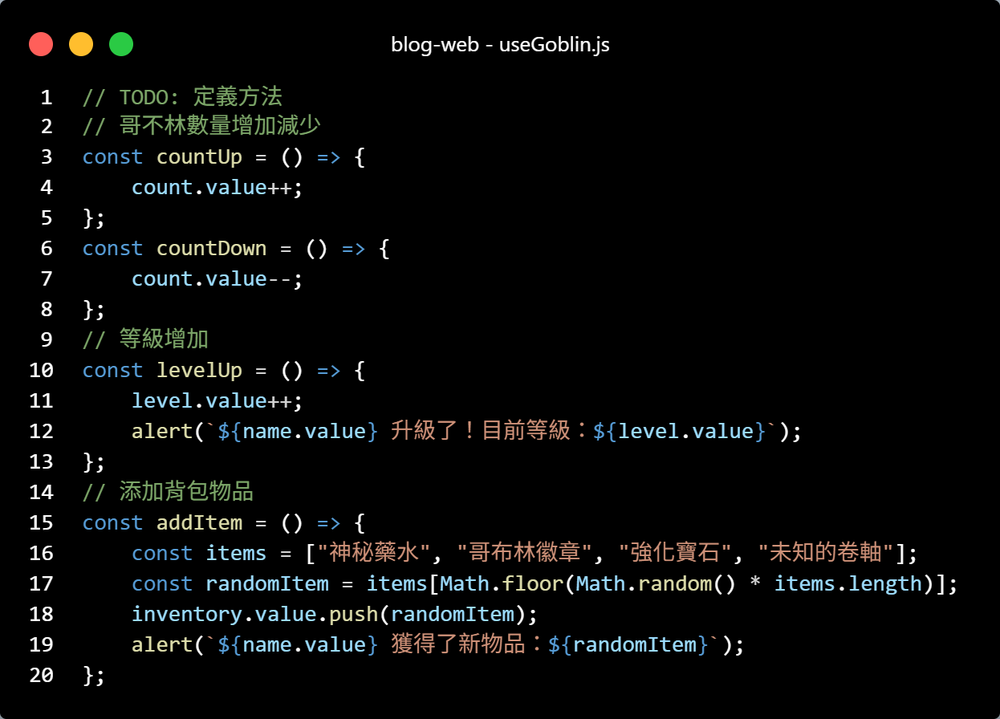 blog-web - useGoblin.js
1 // TODO: 定義方法
2 // 哥不林數量增加減少
3 const countUp = () => {
4     count.value++;
5 };
6 const countDown = () => {
7     count.value--;
8 };
9 // 等級增加
10 const levelUp = () => {
11     level.value++;
12     alert(`${name.value} 升級了！目前等級：${level.value}`);
13 };
14 // 添加背包物品
15 const addItem = () => {
16     const items = ["神秘藥水", "哥布林徽章", "強化寶石", "未知的卷軸"];
17     const randomItem = items[Math.floor(Math.random() * items.length)];
18     inventory.value.push(randomItem);
19     alert(`${name.value} 獲得了新物品：${randomItem}`);
20 };